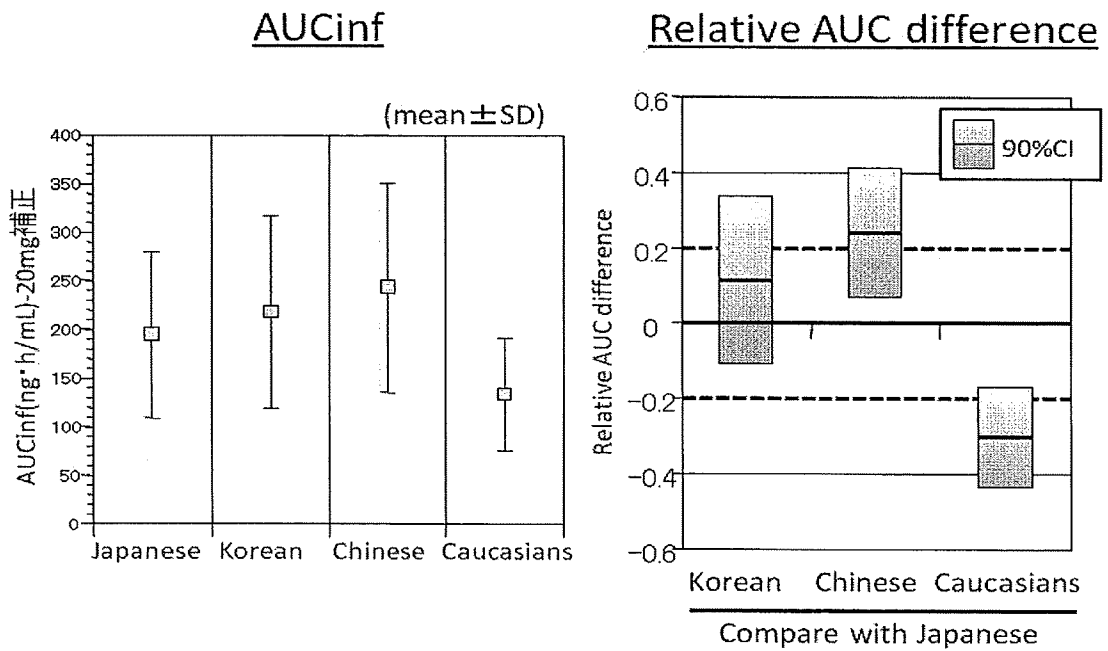 AUCinf
(mean±SD)
AUCinf(ng・h/mL)-20mg補正
400
350
300
250
200
150
100
50
0
Japanese Korean Chinese Caucasians
Relative AUC difference
90%CI
Relative AUC difference
0.6
0.4
0.2
0
-0.2
-0.4
-0.6
Korean Chinese Caucasians
Compare with Japanese